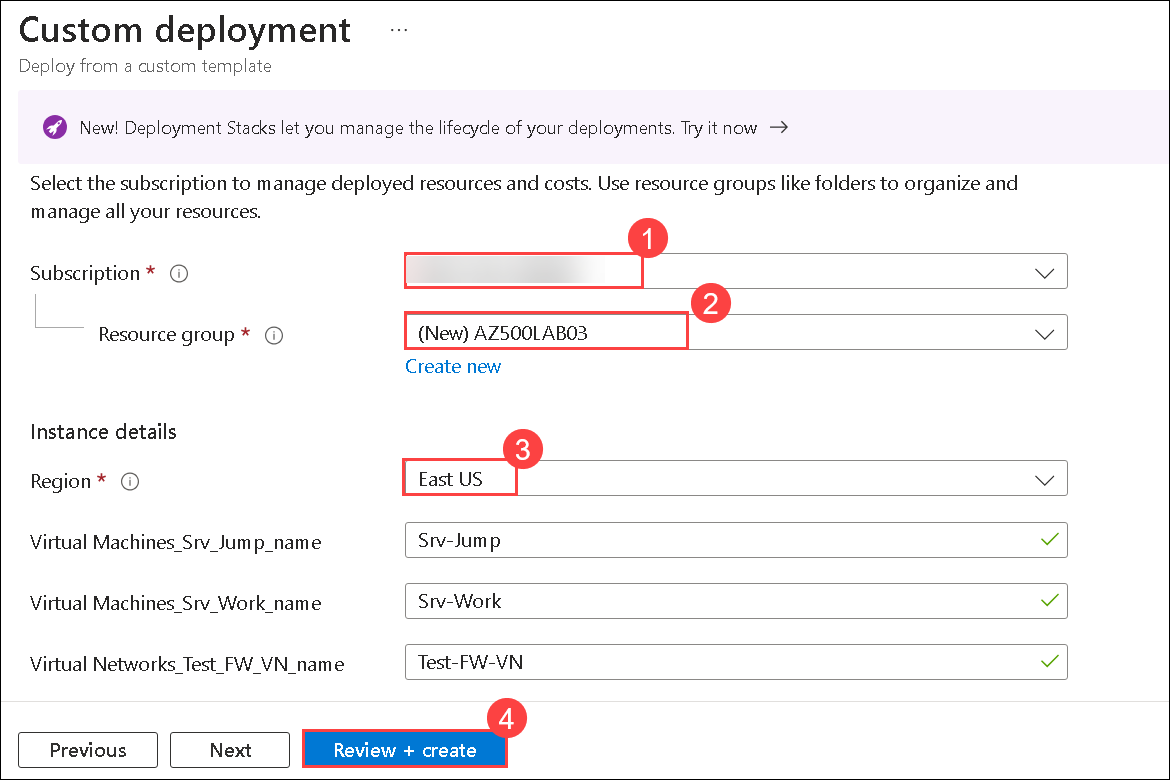 Custom deployment ...
Deploy from a custom template
New! Deployment Stacks let you manage the lifecycle of your deployments. Try it now →
Select the subscription to manage deployed resources and costs. Use resource groups like folders to organize and
manage all your resources.
1
Subscription *
2
Resource group * (New) AZ500LAB03
Create new
Instance details
3
Region * East US
Virtual Machines_Srv_Jump_name Srv-Jump
Virtual Machines_Srv_Work_name Srv-Work
Virtual Networks_Test_FW_VN_name Test-FW-VN
4
Previous Next Review + create